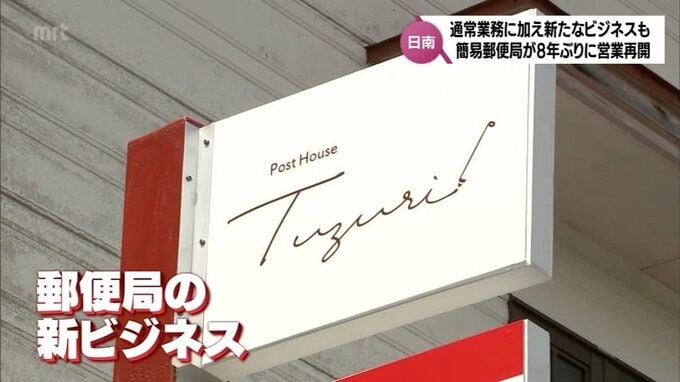 mrt
日南
通常業務に加え新たなビジネスも
簡易郵便局が8年ぶりに営業再開
Post House
Tuzuri
郵便局の
新ビジネス